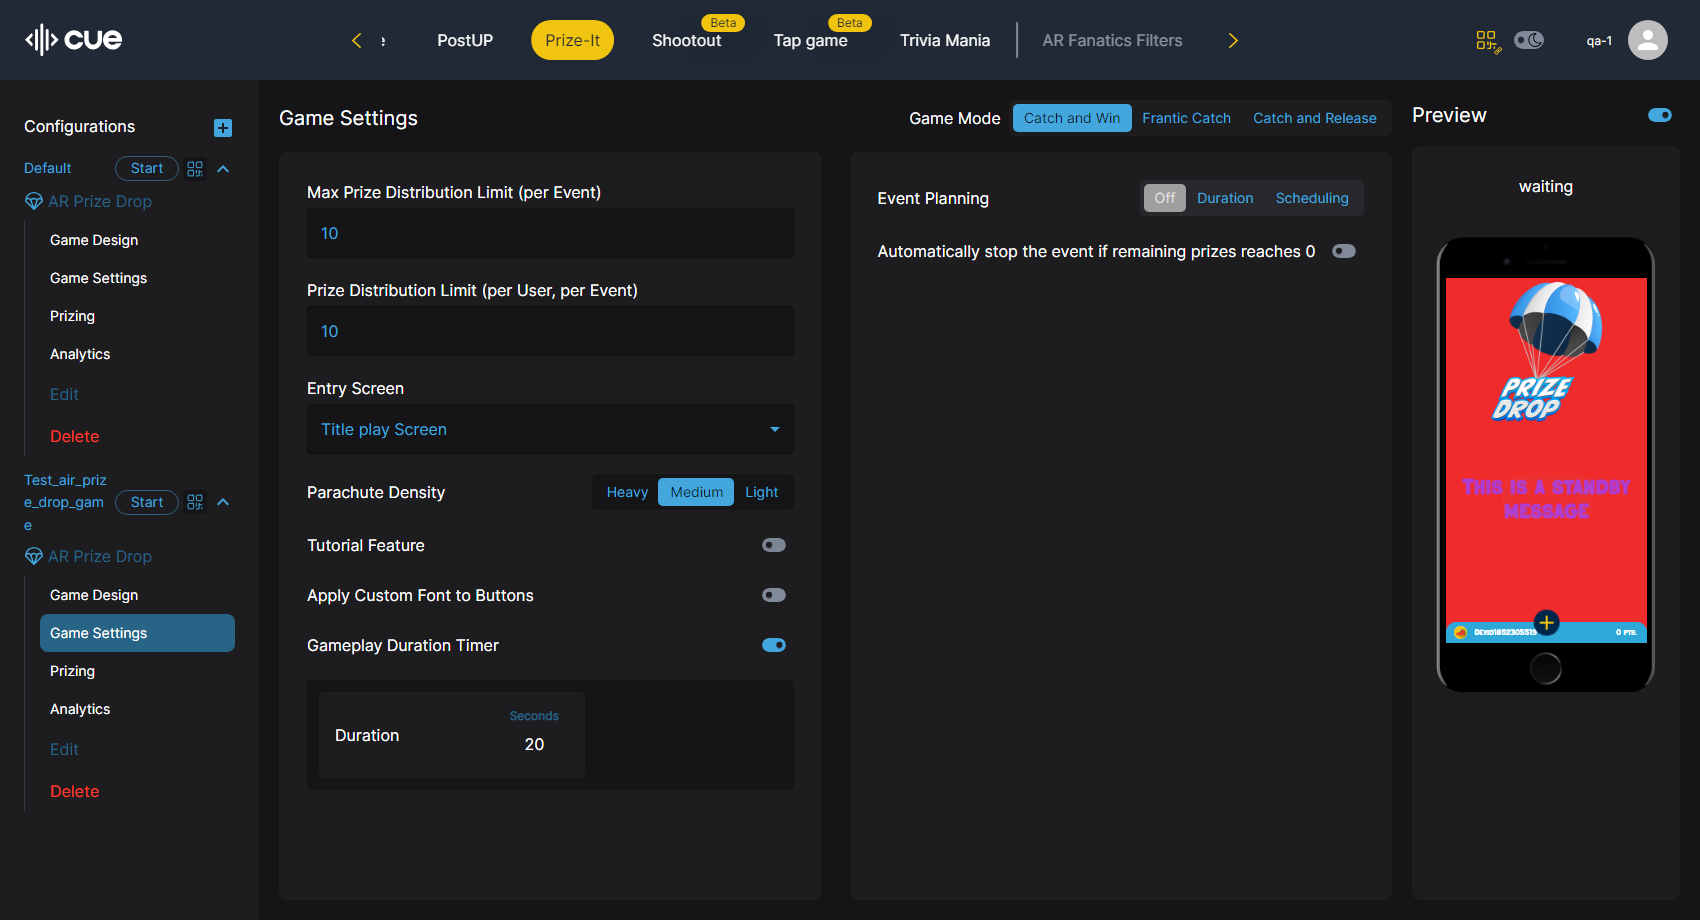 cue
PostUP
Prize-It
Shootout
Beta
Tap game
Beta
Trivia Mania
AR Fanatics Filters
qa-1
Configurations
Default
Start
AR Prize Drop
Game Design
Game Settings
Prizing
Analytics
Edit
Delete
Test_air_priz
e_drop_gam
e
Start
AR Prize Drop
Game Design
Game Settings
Prizing
Analytics
Edit
Delete
Game Settings
Game Mode
Catch and Win
Frantic Catch
Catch and Release
Max Prize Distribution Limit (per Event)
10
Prize Distribution Limit (per User, per Event)
10
Entry Screen
Title play Screen
Parachute Density
Heavy
Medium
Light
Tutorial Feature
Apply Custom Font to Buttons
Gameplay Duration Timer
Duration
Seconds
20
Event Planning
Off
Duration
Scheduling
Automatically stop the event if remaining prizes reaches 0
Preview
waiting
PRIZE
DROP
THIS IS A STANDBY
MESSAGE
0 PTS.